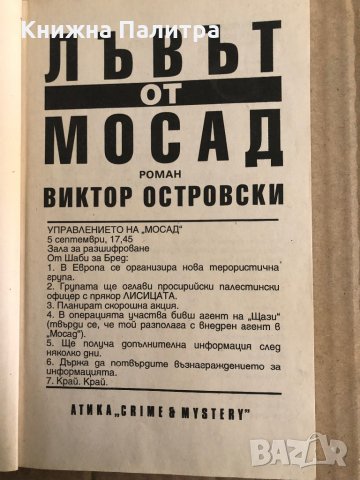 Книжна Палитра
ЛЪВЪТ
ОТ
МОСАД
РОМАН
ВИКТОР ОСТРОВСКИ
УПРАВЛЕНИЕТО НА „МОСАД"
5 септември, 17,45
Зала за разшифроване
От Шаби за Бред:
1. В Европа се организира нова терористична
група.
2. Групата ще оглави просирийски палестински
офицер с прякор ЛИСИЦАТА.
3. Планират скорошна акция.
4. В операцията участва бивш агент на „Щази"
(твърди се, че той разполага с внедрен агент в
„Мосад").
5. Ще получа допълнителна информация след
няколко дни.
6. Държа да потвърдите възнаграждението за
информацията.
7. Край. Край.
АТИКА „CRIME & MYSTERY"
bazar.bg